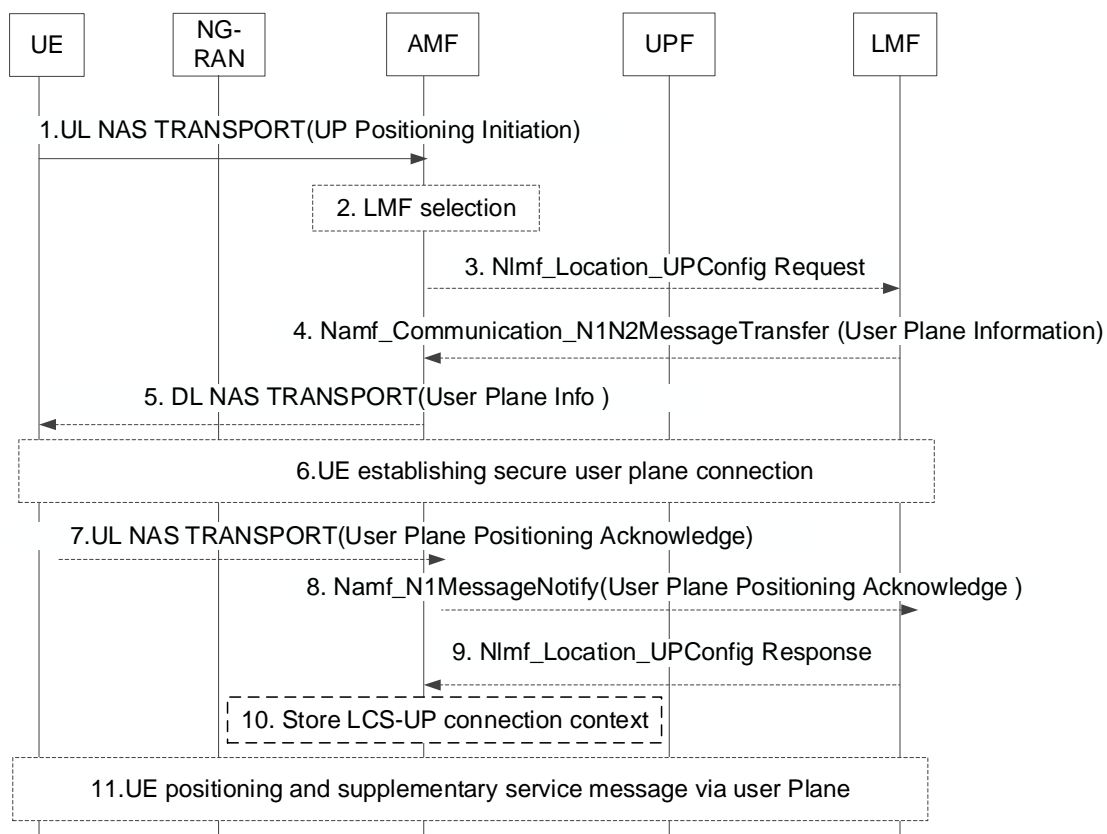 UE
NG-
RAN
AMF
UPF
LMF
1.UL NAS TRANSPORT(UP Positioning Initiation)
2. LMF selection
3. Nlmf_Location_UPConfig Request
4. Namf_Communication_N1N2MessageTransfer (User Plane Information)
5. DL NAS TRANSPORT(User Plane Info )
6.UE establishing secure user plane connection
7.UL NAS TRANSPORT(User Plane Positioning Acknowledge)
8. Namf_N1MessageNotify(User Plane Positioning Acknowledge )
9. Nlmf_Location_UPConfig Response
10. Store LCS-UP connection context
11.UE positioning and supplementary service message via user Plane